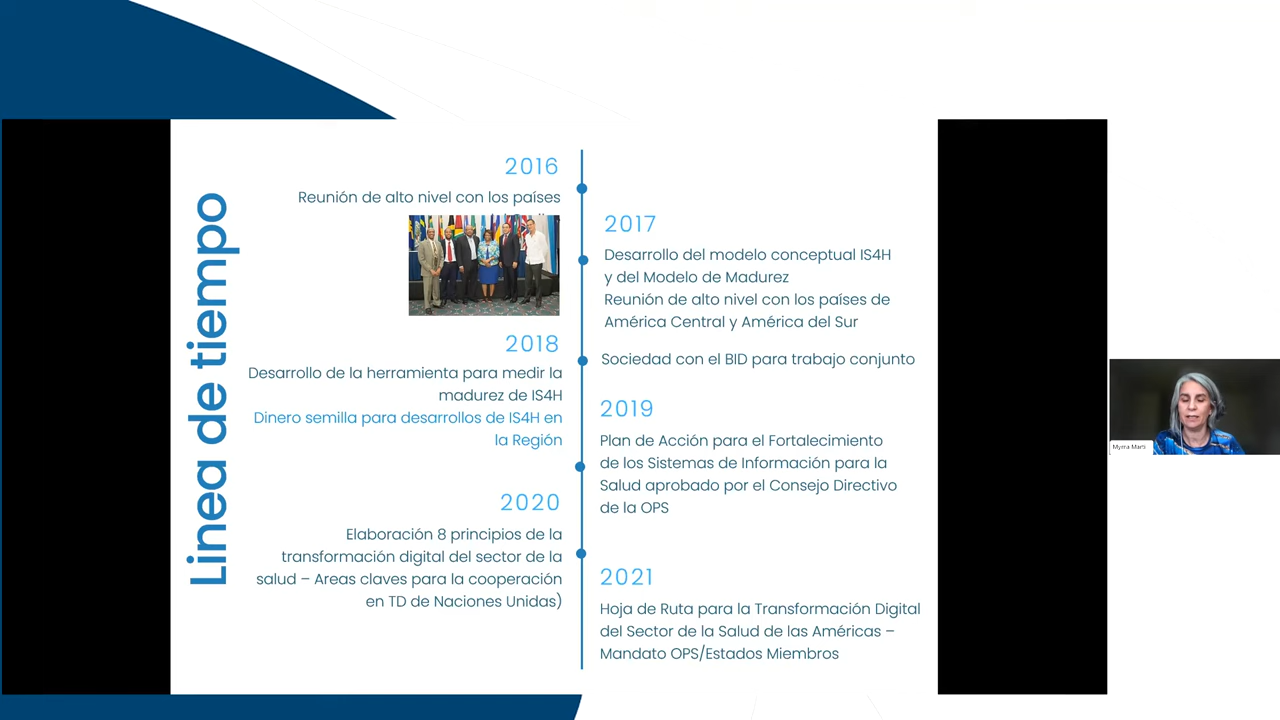 Linea de tiempo
2016
Reunión de alto nivel con los países
2017
Desarrollo del modelo conceptual IS4H
y del Modelo de Madurez
Reunión de alto nivel con los países de
América Central y América del Sur
2018
Desarrollo de la herramienta para medir la
madurez de IS4H
Dinero semilla para desarrollos de IS4H en
la Región
Sociedad con el BID para trabajo conjunto
2019
Plan de Acción para el Fortalecimiento
de los Sistemas de Información para la
Salud aprobado por el Consejo Directivo
de la OPS
2020
Elaboración 8 principios de la
transformación digital del sector de la
salud – Areas claves para la cooperación
en TD de Naciones Unidas)
2021
Hoja de Ruta para la Transformación Digital
del Sector de la Salud de las Américas –
Mandato OPS/Estados Miembros
Myrna Marti